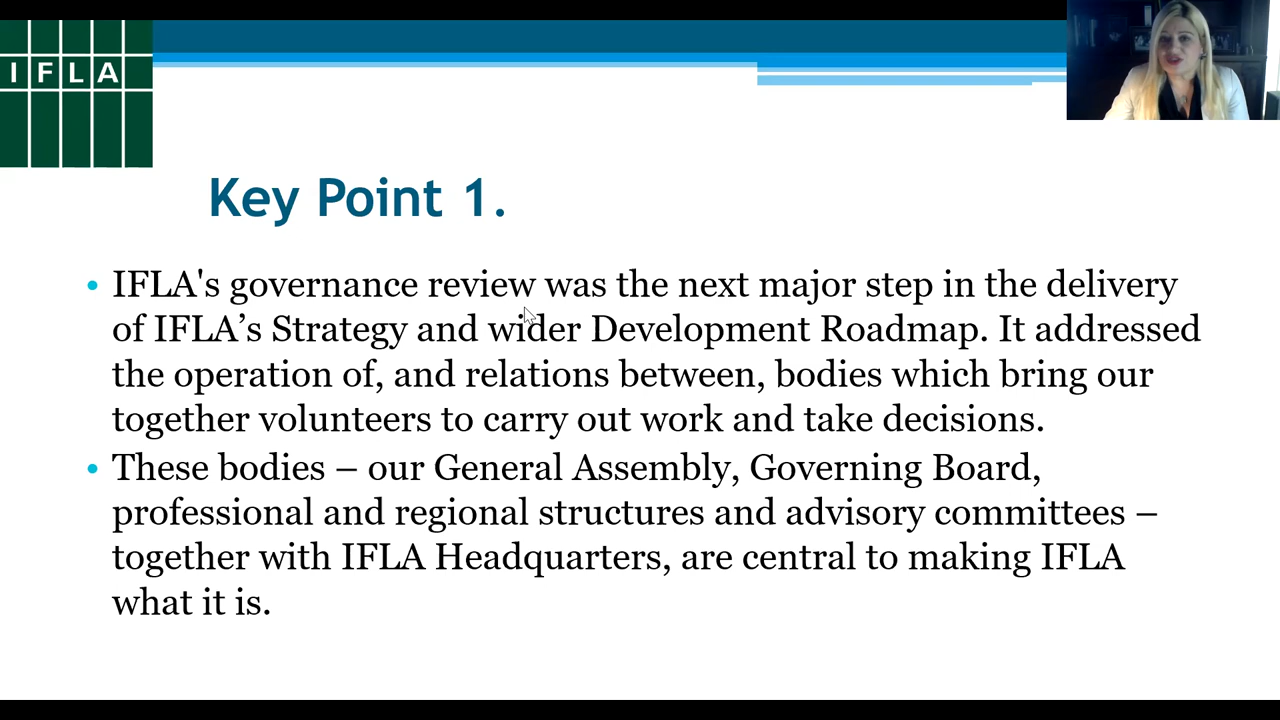 IFLA
Key Point 1.
• IFLA's governance review was the next major step in the delivery
of IFLA’s Strategy and wider Development Roadmap. It addressed
the operation of, and relations between, bodies which bring our
together volunteers to carry out work and take decisions.
• These bodies – our General Assembly, Governing Board,
professional and regional structures and advisory committees –
together with IFLA Headquarters, are central to making IFLA
what it is.